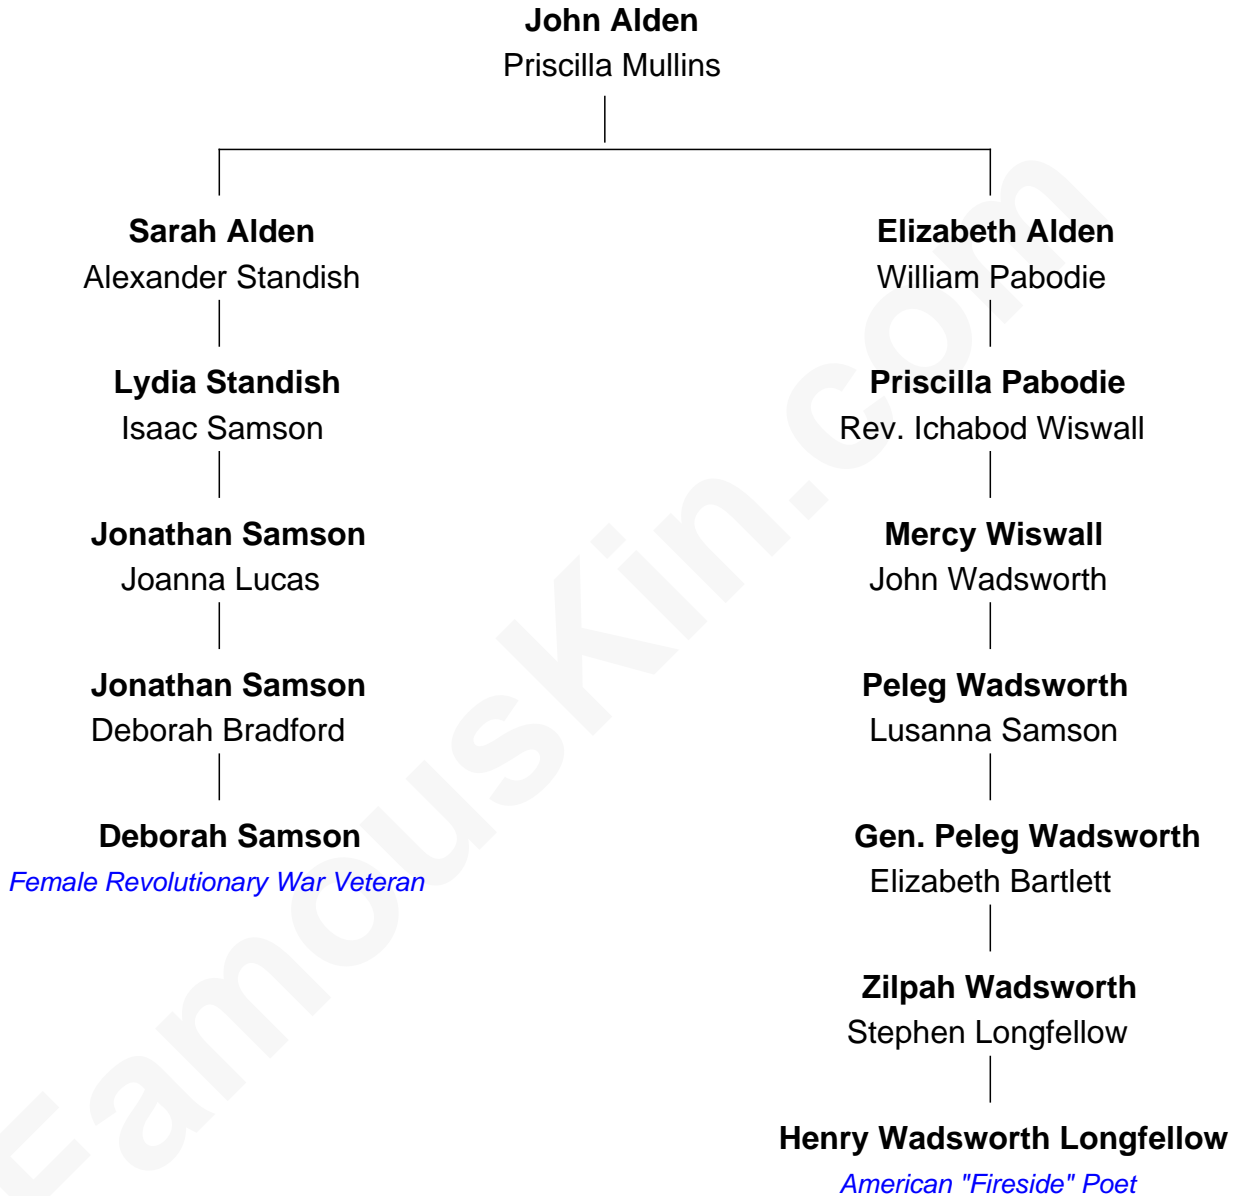 John Alden
Priscilla Mullins
Sarah Alden
Alexander Standish
Elizabeth Alden
William Pabodie
Lydia Standish
Isaac Samson
Priscilla Pabodie
Rev. Ichabod Wiswall
Jonathan Samson
Joanna Lucas
Mercy Wiswall
John Wadsworth
Jonathan Samson
Deborah Bradford
Peleg Wadsworth
Lusanna Samson
Deborah Samson
Female Revolutionary War Veteran
Gen. Peleg Wadsworth
Elizabeth Bartlett
Zilpah Wadsworth
Stephen Longfellow
Henry Wadsworth Longfellow
American "Fireside" Poet
FamousKin.com